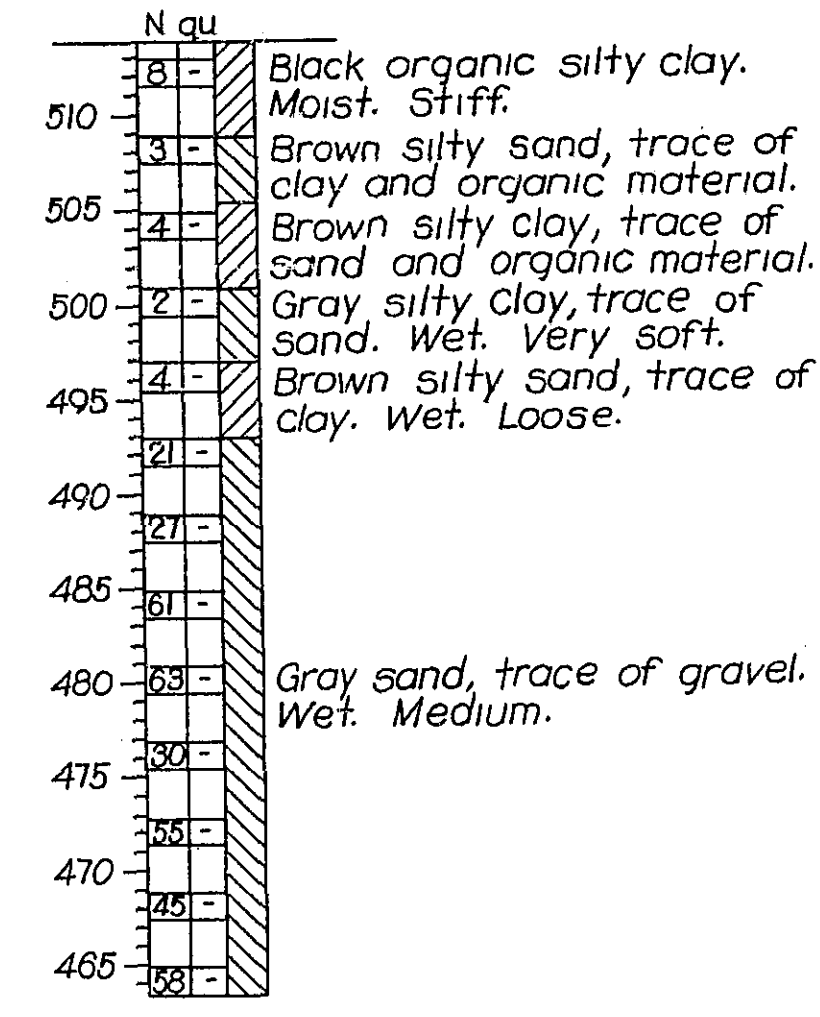 N qu
8 - Black organic silty clay.
510 Moist. Stiff.
3 - Brown silty sand, trace of
clay and organic material.
505
4 - Brown silty clay, trace of
sand and organic material.
500 2 - Gray silty clay, trace of
sand. Wet. Very soft.
4 - Brown silty sand, trace of
495 clay. Wet. Loose.
21 -
490
27 -
485
61 -
480 63 - Gray sand, trace of gravel.
Wet. Medium.
30 -
475
55 -
470
45 -
465
58 -